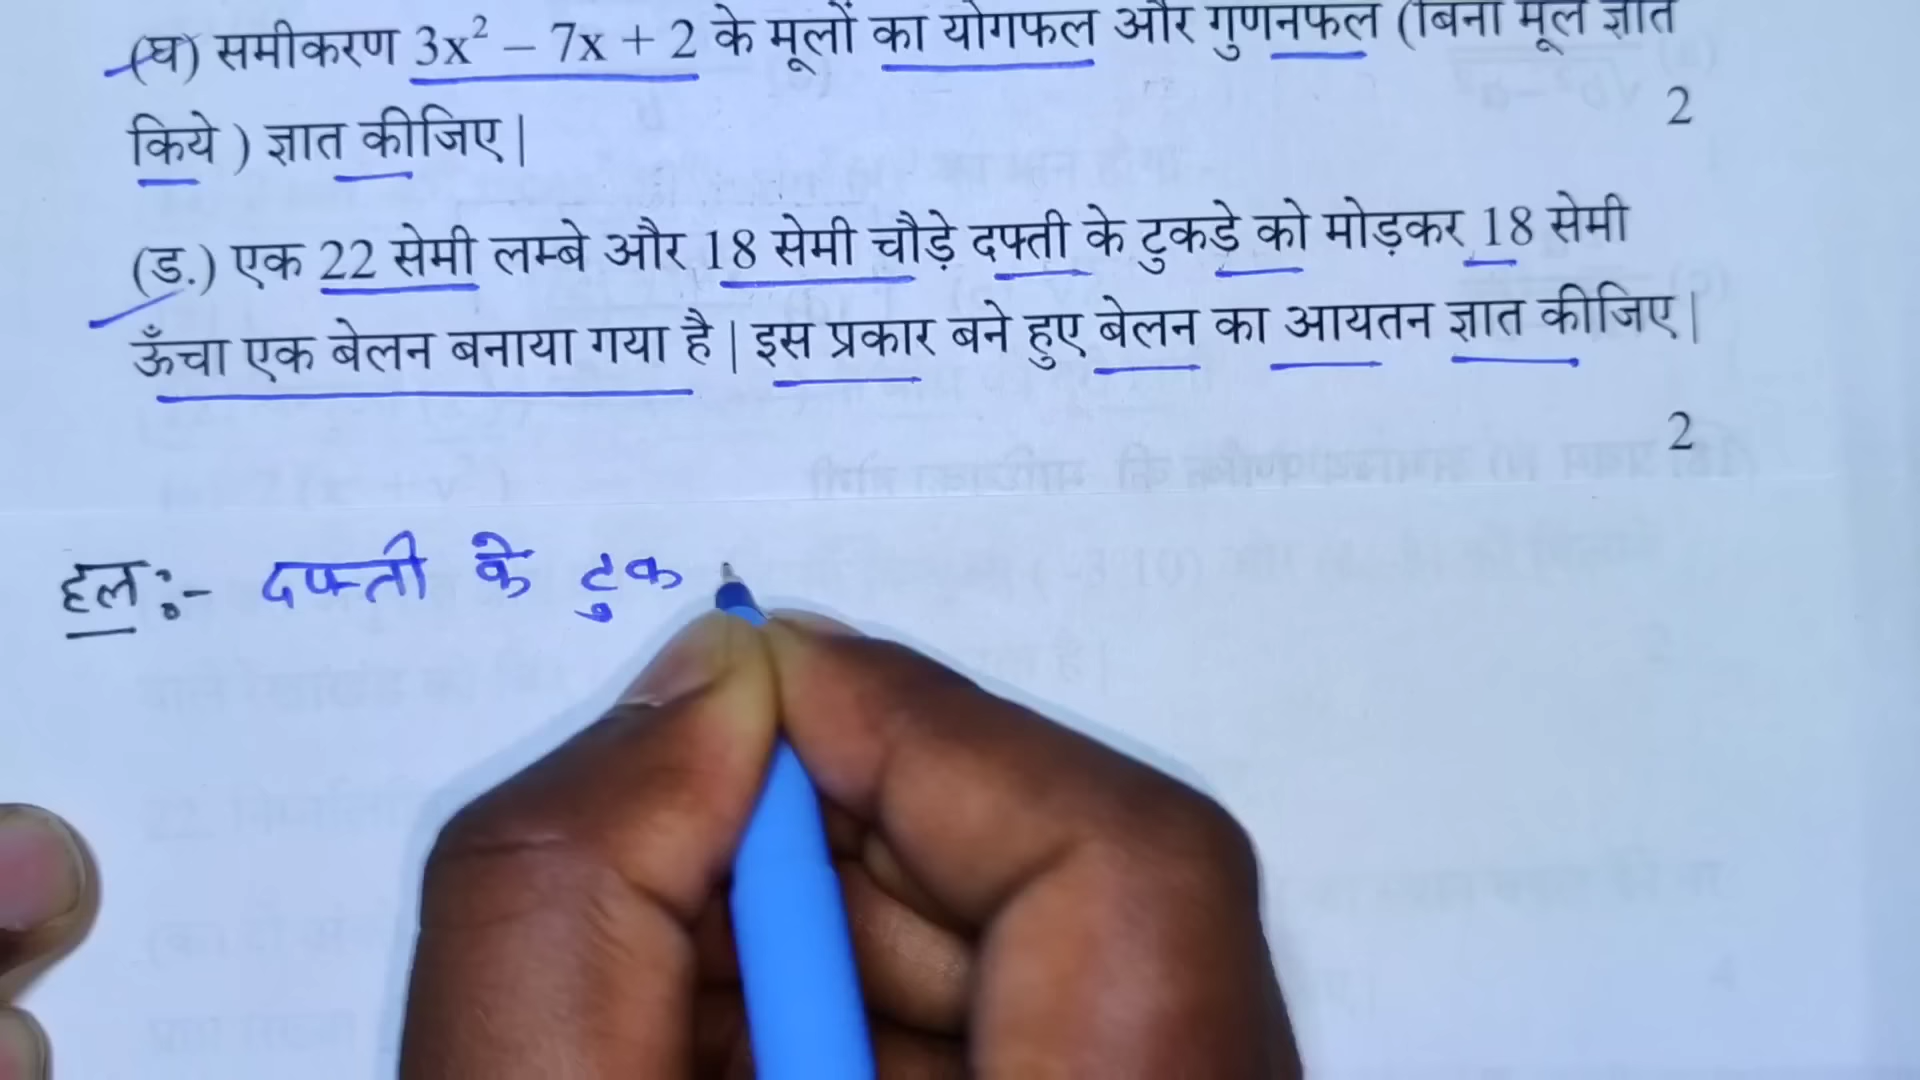 (घ) समीकरण 3x² – 7x + 2 के मूलों का योगफल और गुणनफल (बिना मूल ज्ञात
किये ) ज्ञात कीजिए |
2
(ड.) एक 22 सेमी लम्बे और 18 सेमी चौड़े दफ्ती के टुकड़े को मोड़कर 18 सेमी
ऊँचा एक बेलन बनाया गया है | इस प्रकार बने हुए बेलन का आयतन ज्ञात कीजिए |
2
हल:- दफ्ती के टुक